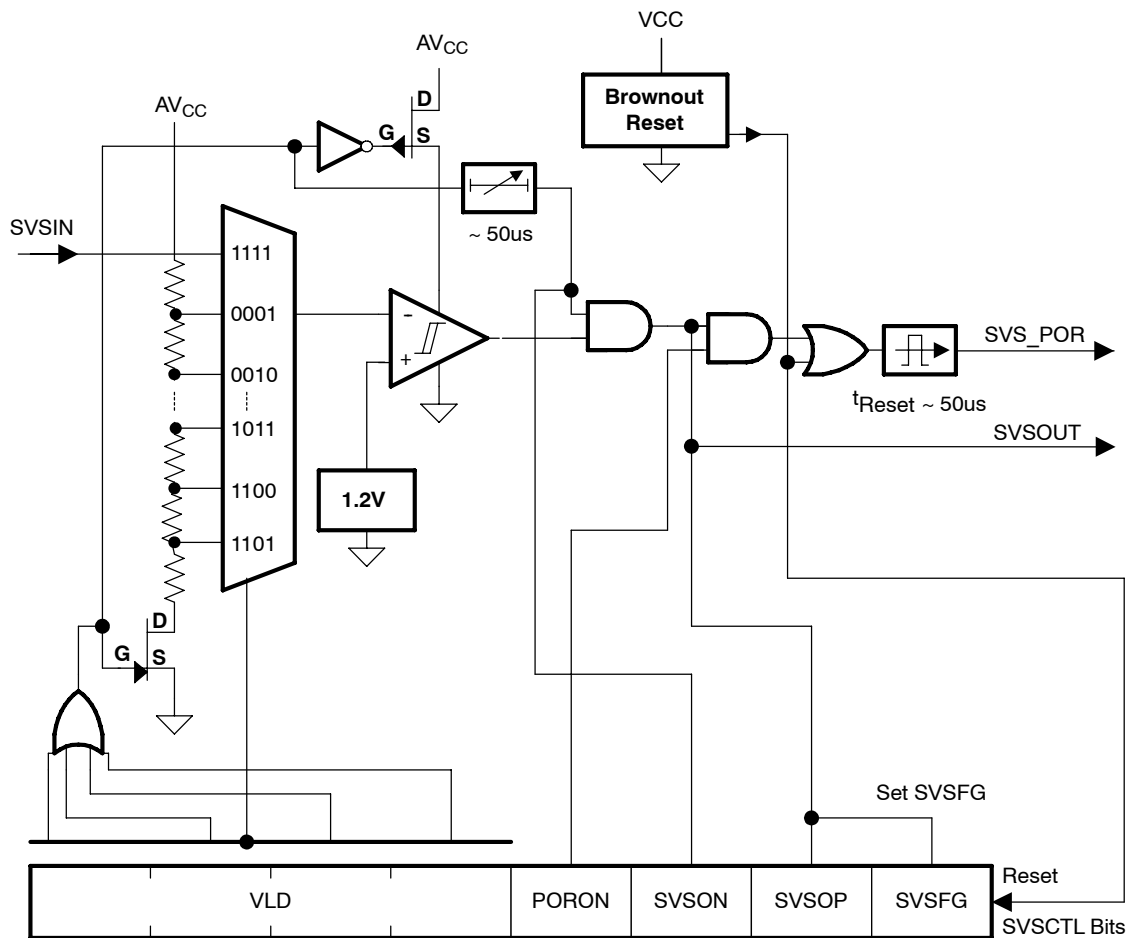 VCC
AVCC
Brownout
Reset
AVCC
D
G
S
SVSIN
~ 50us
1111
0001
-
0010
+
SVS_POR
tReset ~ 50us
1011
SVSOUT
1100
1.2V
1101
D
G
S
Set SVSFG
VLD
PORON
SVSON
SVSOP
SVSFG
Reset
SVSCTL Bits